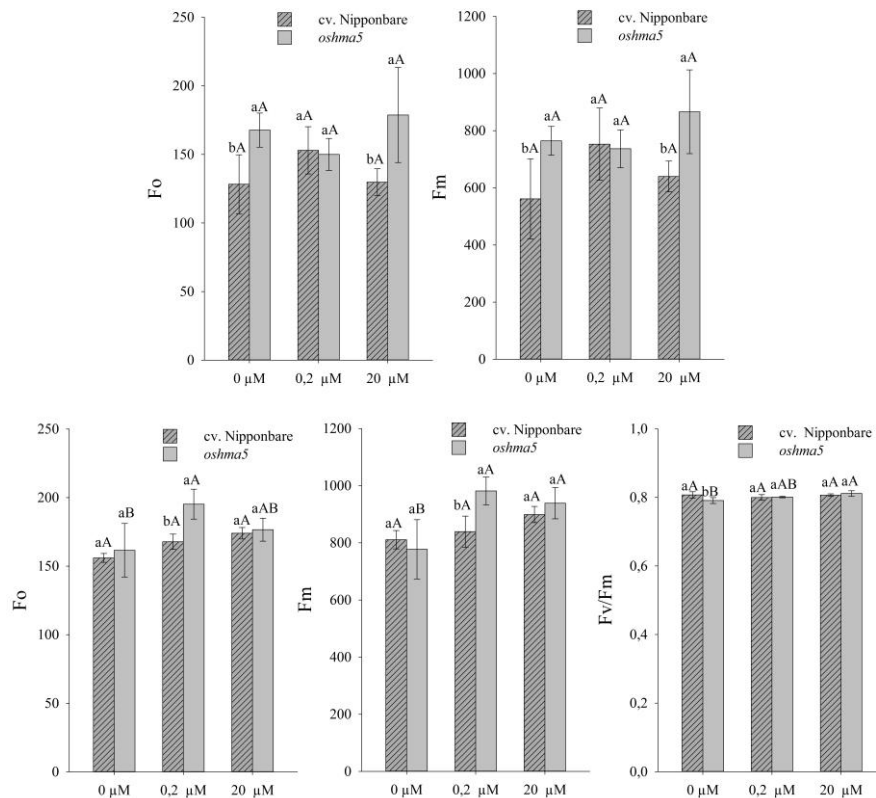 cv. Nipponbare
oshma5
250
200
150
100
50
0
Fo
bA
aA
aA
aA
bA
aA
0 µM
0,2 µM
20 µM
cv. Nipponbare
oshma5
1200
1000
800
600
400
200
0
Fm
bA
aA
aA
aA
bA
aA
0 µM
0,2 µM
20 µM
cv. Nipponbare
oshma5
250
200
150
100
50
0
Fo
aA
aB
bA
aA
aA
aAB
0 µM
0,2 µM
20 µM
cv. Nipponbare
oshma5
1200
1000
800
600
400
200
0
Fm
aA
aB
bA
aA
aA
aA
0 µM
0,2 µM
20 µM
cv. Nipponbare
oshma5
1,0
0,8
0,6
0,4
0,2
0,0
Fv/Fm
aA
bB
aA
aAB
aA
aA
0 µM
0,2 µM
20 µM